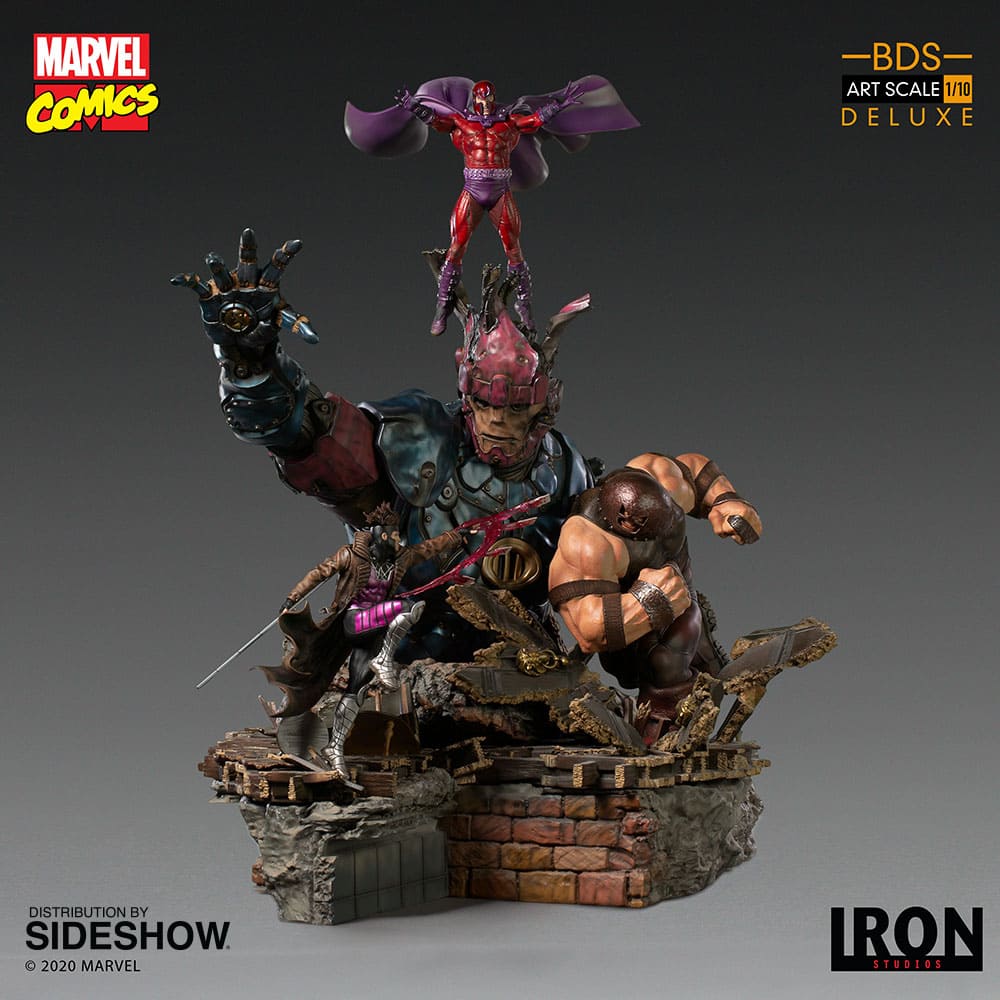 MARVEL
COMICS
BDS
ART SCALE 1/10
DELUXE
DISTRIBUTION BY
SIDESHOW®
© 2020 MARVEL
IRON
STUDIOS